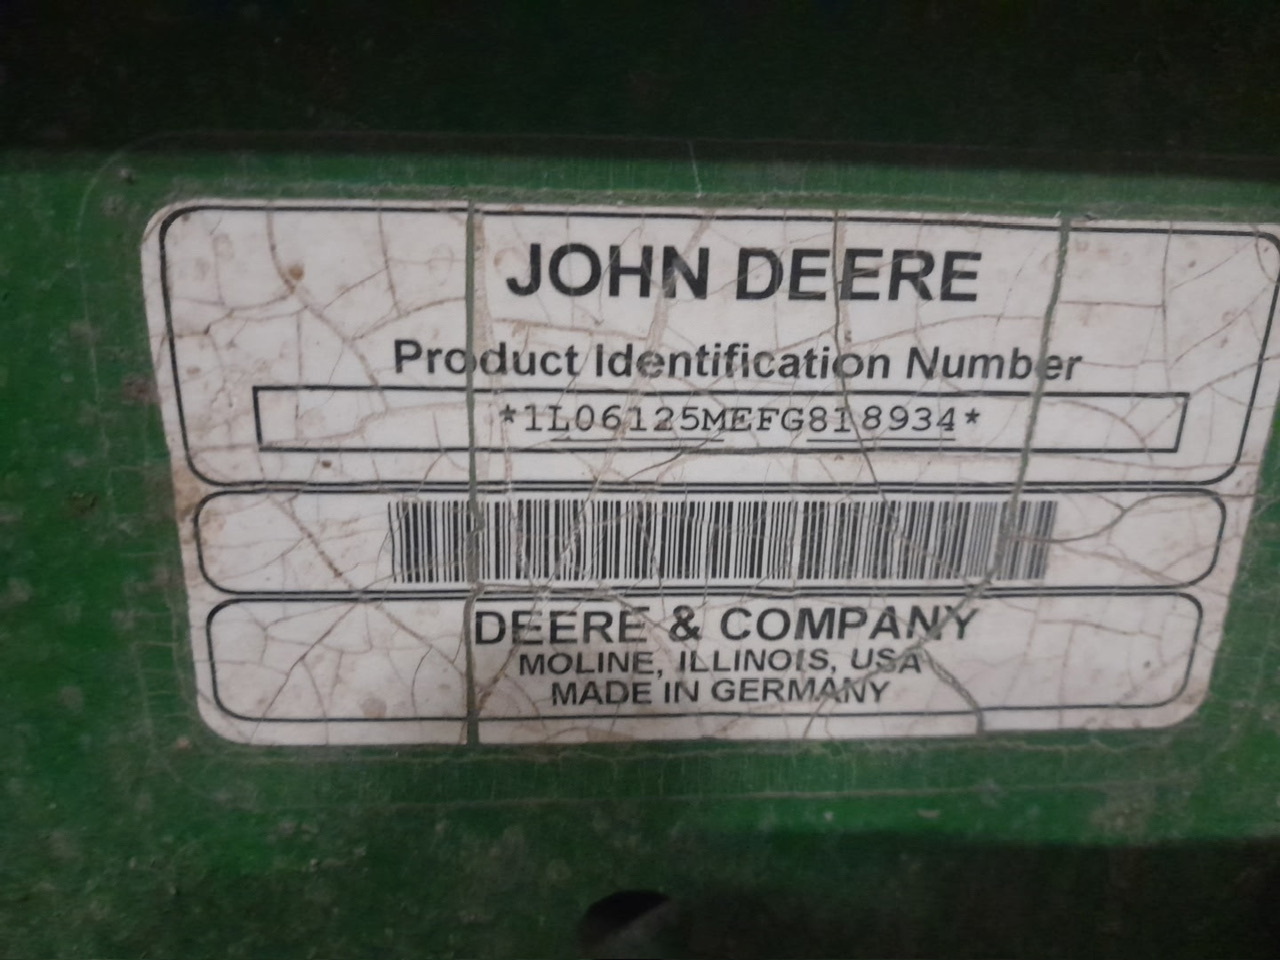 JOHN DEERE
Product Identification Number
*1L06125MEFG818934*
DEERE & COMPANY
MOLINE, ILLINOIS, USA
MADE IN GERMANY